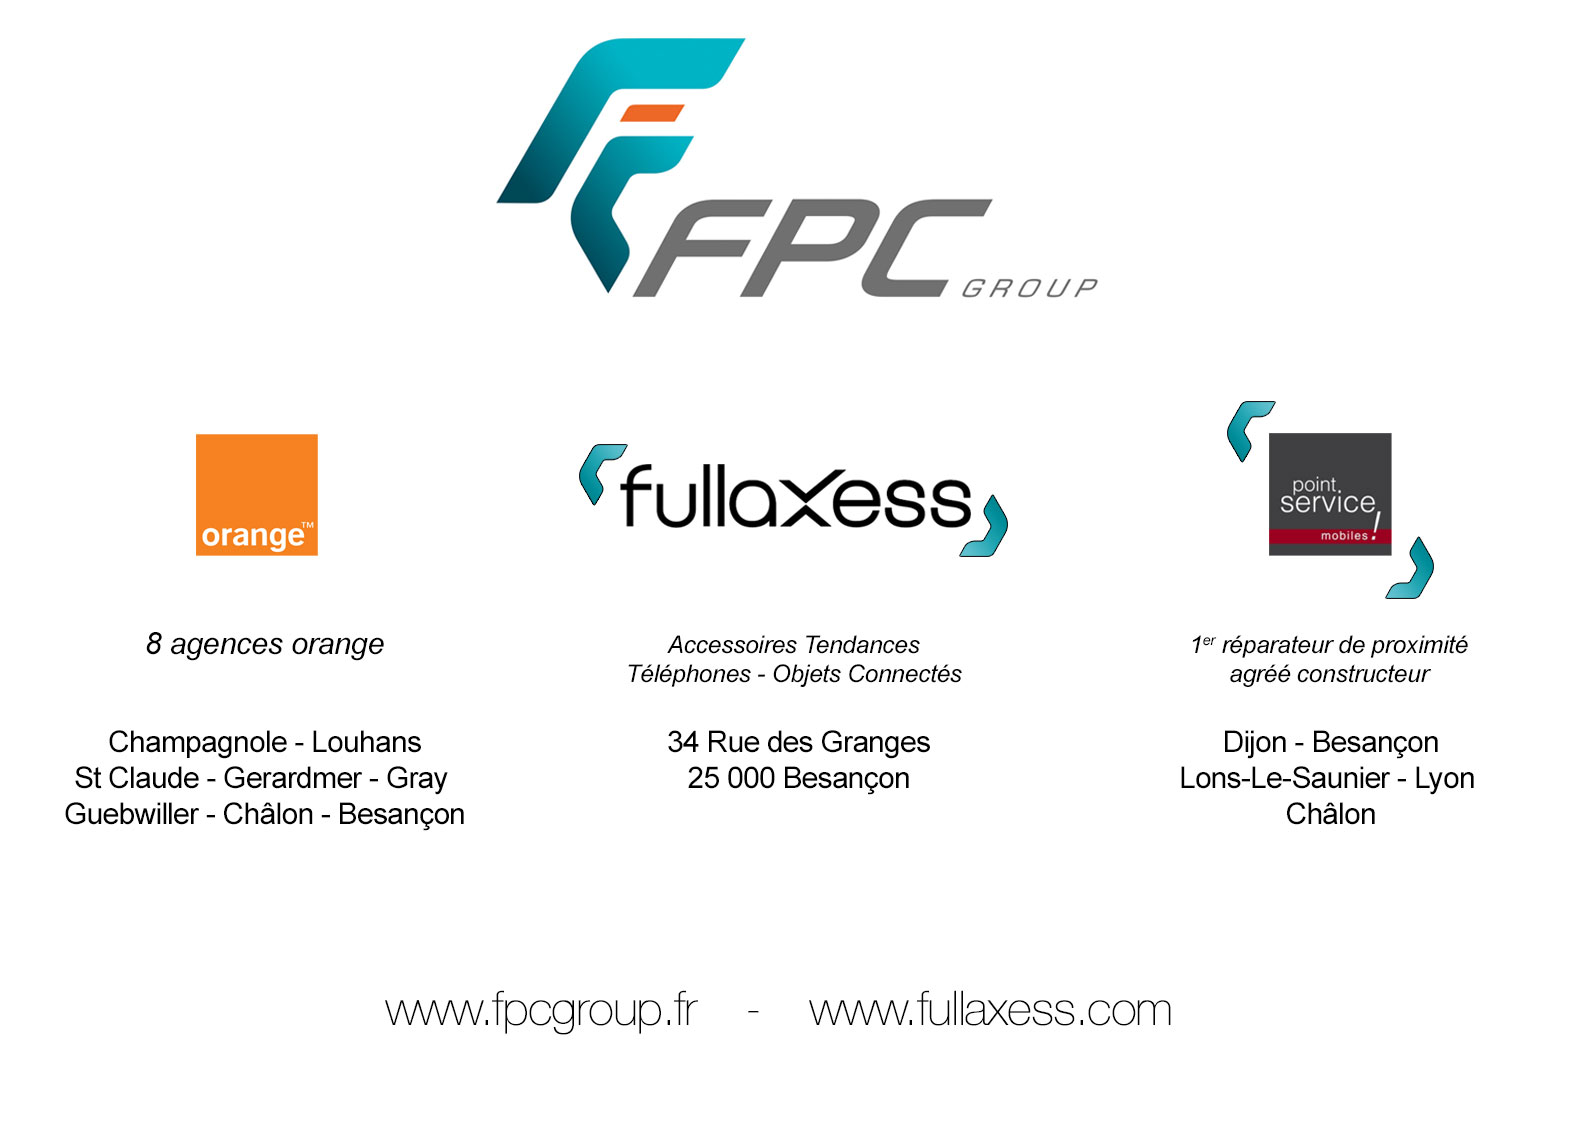 FPC GROUP
orange™
fullaxess
point
service
mobiles!
8 agences orange
Champagnole - Louhans
St Claude - Gerardmer - Gray
Guebwiller - Châlon - Besançon
Accessoires Tendances
Téléphones - Objets Connectés
34 Rue des Granges
25 000 Besançon
1er réparateur de proximité
agréé constructeur
Dijon - Besançon
Lons-Le-Saunier - Lyon
Châlon
www.fpcgroup.fr - www.fullaxess.com